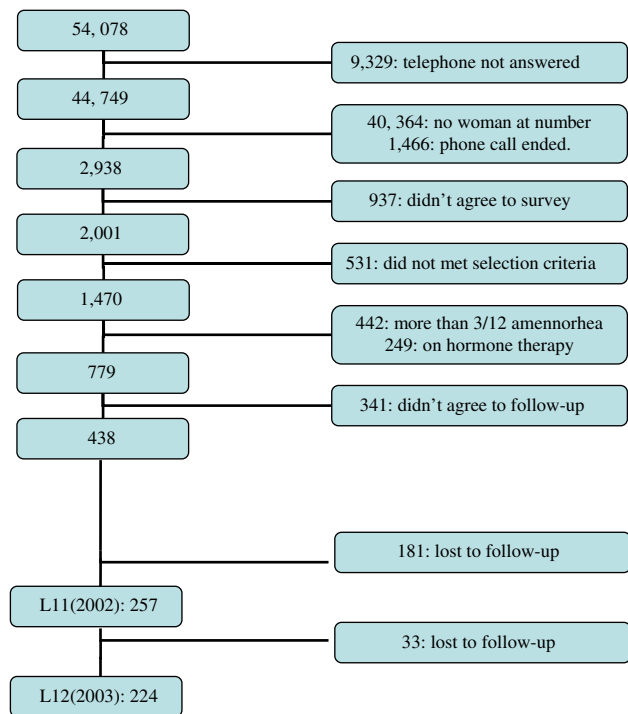 54, 078
9,329: telephone not answered
44, 749
40, 364: no woman at number
1,466: phone call ended.
2,938
937: didn't agree to survey
2,001
531: did not met selection criteria
1,470
442: more than 3/12 amennorhea
249: on hormone therapy
779
341: didn't agree to follow-up
438
181: lost to follow-up
L11(2002): 257
33: lost to follow-up
L12(2003): 224